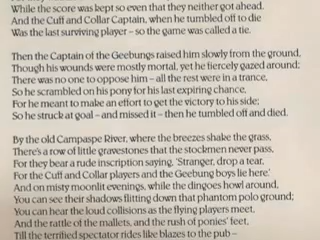 While the score was kept so even that they neither got ahead.
And the Cuff and Collar Captain, when he tumbled off to die
Was the last surviving player – so the game was called a tie.
Then the Captain of the Geebungs raised him slowly from the ground,
Though his wounds were mostly mortal, yet he fiercely gazed around;
There was no one to oppose him – all the rest were in a trance,
So he scrambled on his pony for his last expiring chance,
For he meant to make an effort to get the victory to his side;
So he struck at goal – and missed it – then he tumbled off and died.
By the old Campaspe River, where the breezes shake the grass,
There's a row of little gravestones that the stockmen never pass,
For they bear a rude inscription saying, 'Stranger, drop a tear,
For the Cuff and Collar players and the Geebung boys lie here.'
And on misty moonlit evenings, while the dingoes howl around,
You can see their shadows flitting down that phantom polo ground;
You can hear the loud collisions as the flying players meet,
And the rattle of the mallets, and the rush of ponies' feet,
Till the terrified spectator rides like blazes to the pub –